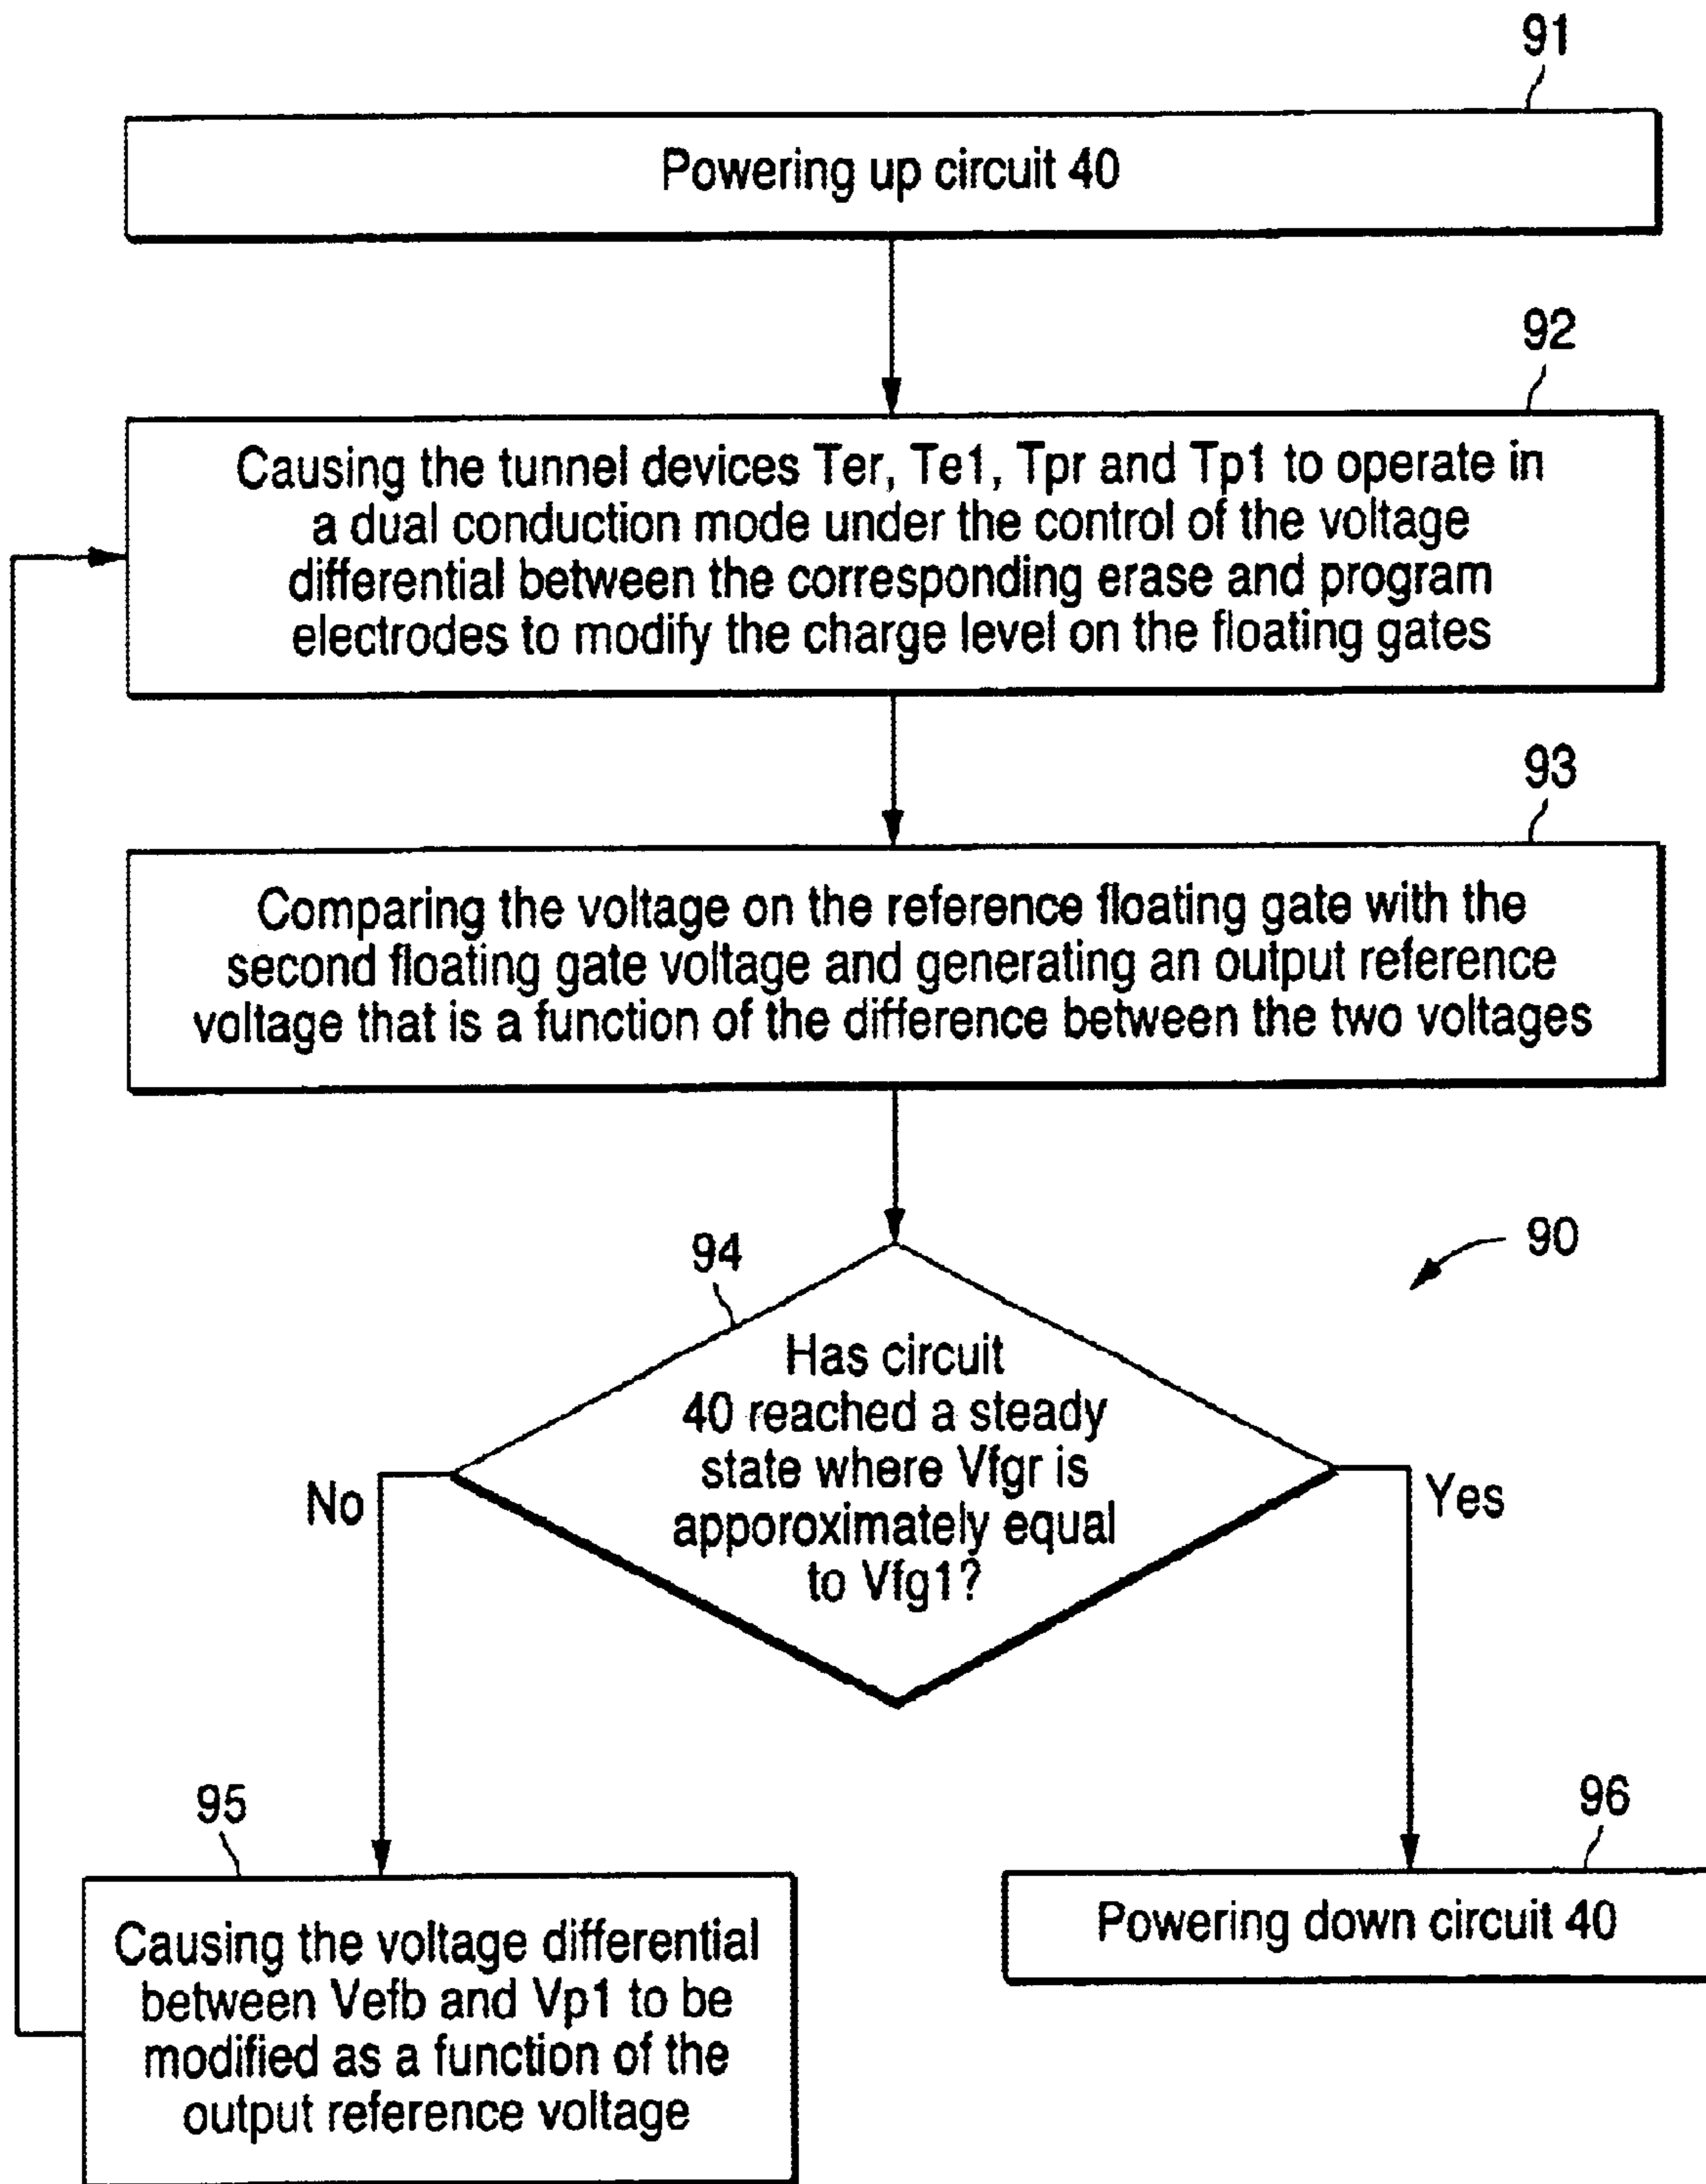 91
Powering up circuit 40
92
Causing the tunnel devices Ter, Te1, Tpr and Tp1 to operate in
a dual conduction mode under the control of the voltage
differential between the corresponding erase and program
electrodes to modify the charge level on the floating gates
93
Comparing the voltage on the reference floating gate with the
second floating gate voltage and generating an output reference
voltage that is a function of the difference between the two voltages
90
94
Has circuit
40 reached a steady
state where Vfgr is
apporoximately equal
to Vfg1?
No
Yes
95
Causing the voltage differential
between Vefb and Vp1 to be
modified as a function of the
output reference voltage
96
Powering down circuit 40